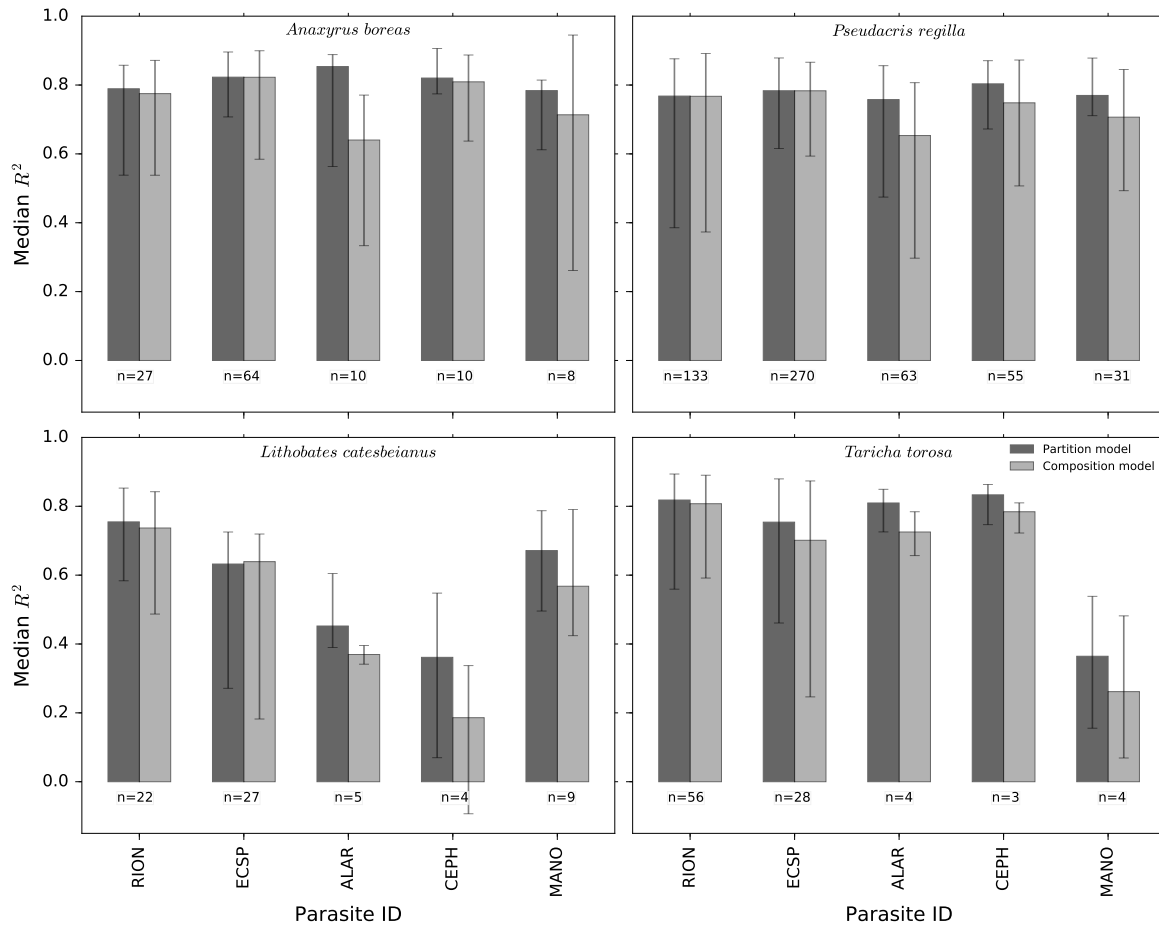 Anaxyrus boreas
Pseudacris regilla
Median R²
1.0
0.8
0.6
0.4
0.2
0.0
n=27 n=64 n=10 n=10 n=8
n=133 n=270 n=63 n=55 n=31
Lithobates catesbeianus
Taricha torosa
Partition model
Composition model
Median R²
1.0
0.8
0.6
0.4
0.2
0.0
n=22 n=27 n=5 n=4 n=9
n=56 n=28 n=4 n=3 n=4
RION ECSP ALAR CEPH MANO
RION ECSP ALAR CEPH MANO
Parasite ID
Parasite ID